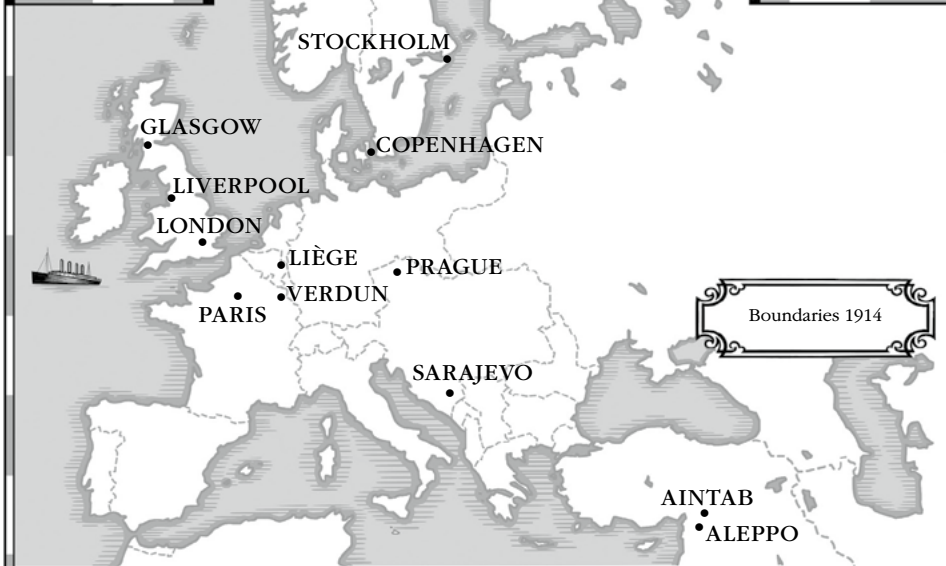 STOCKHOLM
GLASGOW
COPENHAGEN
LIVERPOOL
LONDON
LIÈGE
PRAGUE
VERDUN
PARIS
Boundaries 1914
SARAJEVO
AINTAB
ALEPPO